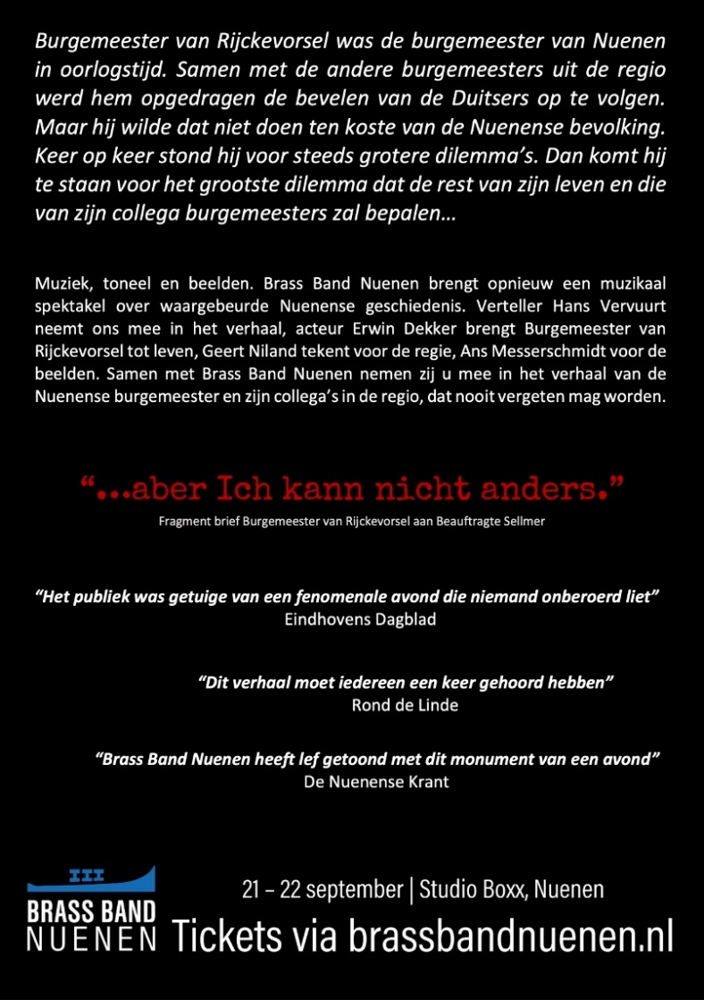 Burgemeester van Rijckevorsel was de burgemeester van Nuenen
in oorlogstijd. Samen met de andere burgemeesters uit de regio
werd hem opgedragen de bevelen van de Duitsers op te volgen.
Maar hij wilde dat niet doen ten koste van de Nuenense bevolking.
Keer op keer stond hij voor steeds grotere dilemma’s. Dan komt hij
te staan voor het grootste dilemma dat de rest van zijn leven en die
van zijn collega burgemeesters zal bepalen…
Muziek, toneel en beelden. Brass Band Nuenen brengt opnieuw een muzikaal
spektakel over waargebeurde Nuenense geschiedenis. Verteller Hans Vervuurt
neemt ons mee in het verhaal, acteur Erwin Dekker brengt Burgemeester van
Rijckevorsel tot leven, Geert Niland tekent voor de regie, Ans Messerschmidt voor de
beelden. Samen met Brass Band Nuenen nemen zij u mee in het verhaal van de
Nuenense burgemeester en zijn collega’s in de regio, dat nooit vergeten mag worden.
“...aber Ich kann nicht anders.”
Fragment brief Burgemeester van Rijckevorsel aan Beauftragte Sellmer
“Het publiek was getuige van een fenomenale avond die niemand onberoerd liet”
Eindhovens Dagblad
“Dit verhaal moet iedereen een keer gehoord hebben”
Rond de Linde
“Brass Band Nuenen heeft lef getoond met dit monument van een avond”
De Nuenense Krant
BRASS BAND
NUENEN
21 – 22 september | Studio Boxx, Nuenen
Tickets via brassbandnuenen.nl